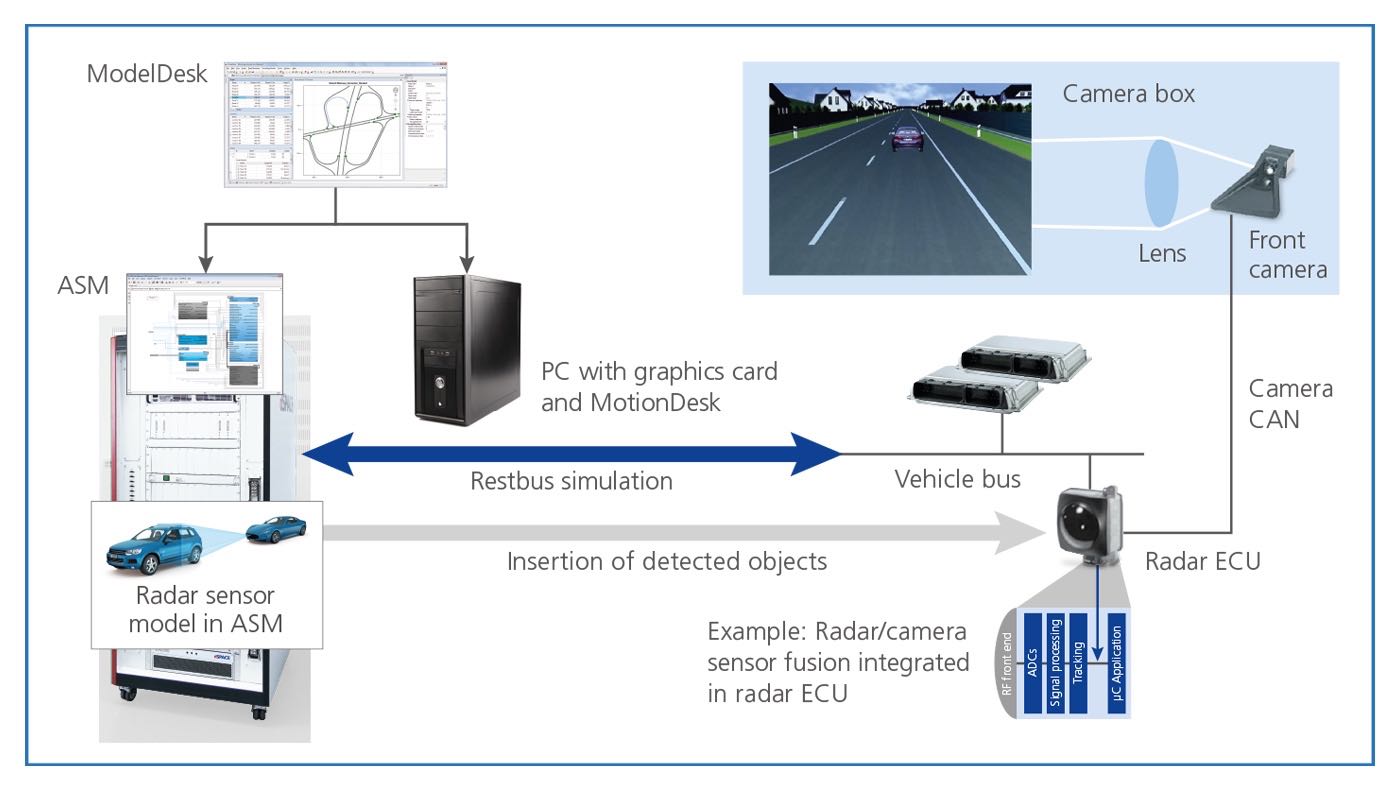 ModelDesk
Camera box
Lens
Front
camera
ASM
PC with graphics card
and MotionDesk
Camera
CAN
Restbus simulation
Vehicle bus
Insertion of detected objects
Radar ECU
Radar sensor
model in ASM
Example: Radar/camera
sensor fusion integrated
in radar ECU
RF front end
ADCs
Signal processing
Tracking
µC Application
dSPACE